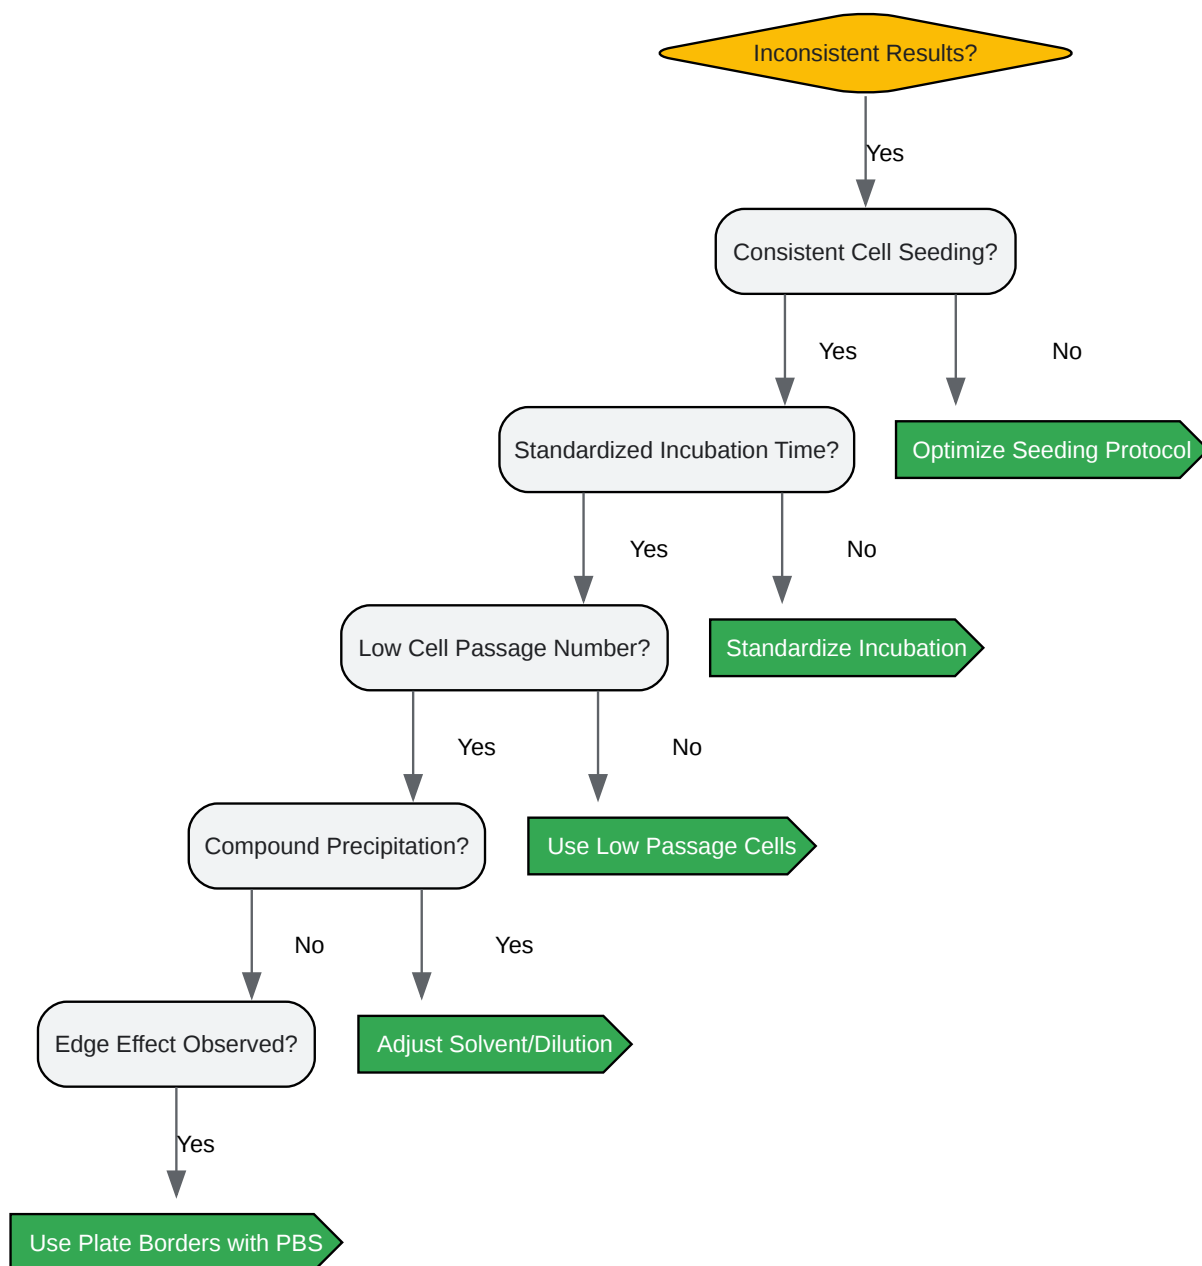 Inconsistent Results?
Yes
Consistent Cell Seeding?
Yes
No
Standardized Incubation Time?
Optimize Seeding Protocol
Yes
No
Low Cell Passage Number?
Standardize Incubation
Yes
No
Compound Precipitation?
Use Low Passage Cells
No
Yes
Edge Effect Observed?
Adjust Solvent/Dilution
Yes
Use Plate Borders with PBS